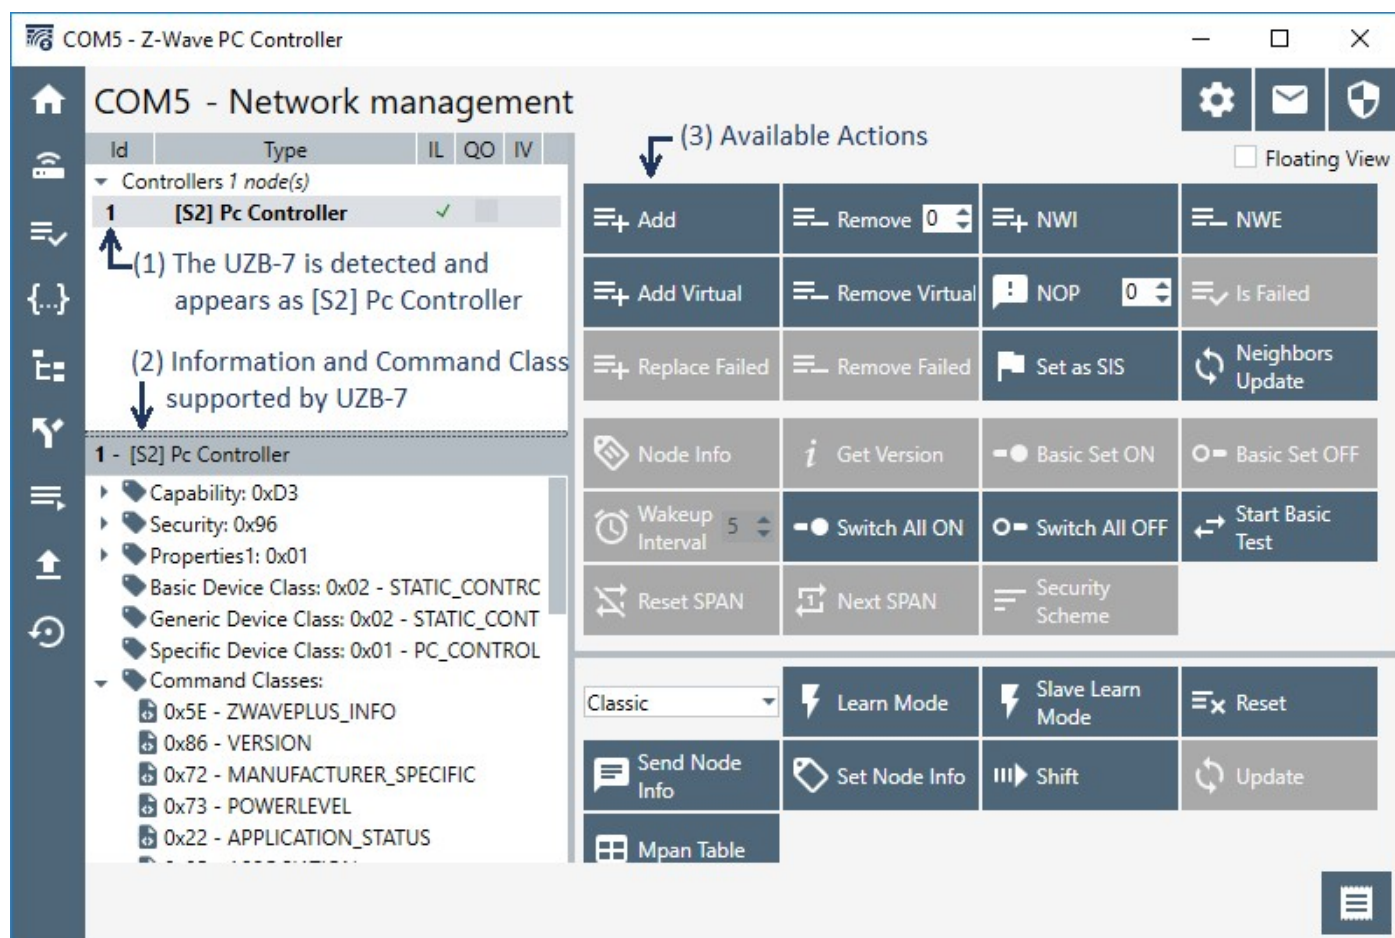 COM5 - Z-Wave PC Controller
COM5 - Network management
Id Type IL QO IV
Controllers 1 node(s)
1 [S2] Pc Controller
(1) The UZB-7 is detected and
appears as [S2] Pc Controller
(2) Information and Command Class
supported by UZB-7
1 - [S2] Pc Controller
Capability: 0xD3
Security: 0x96
Properties1: 0x01
Basic Device Class: 0x02 - STATIC_CONTRC
Generic Device Class: 0x02 - STATIC_CONT
Specific Device Class: 0x01 - PC_CONTROL
Command Classes:
0x5E - ZWAVEPLUS_INFO
0x86 - VERSION
0x72 - MANUFACTURER_SPECIFIC
0x73 - POWERLEVEL
0x22 - APPLICATION_STATUS
(3) Available Actions
Floating View
Add
Remove 0
NWI
NWE
Add Virtual
Remove Virtual
NOP 0
Is Failed
Replace Failed
Remove Failed
Set as SIS
Neighbors
Update
Node Info
Get Version
Basic Set ON
Basic Set OFF
Wakeup
Interval 5
Switch All ON
Switch All OFF
Start Basic
Test
Reset SPAN
Next SPAN
Security
Scheme
Classic
Learn Mode
Slave Learn
Mode
Reset
Send Node
Info
Set Node Info
Shift
Update
Mpan Table